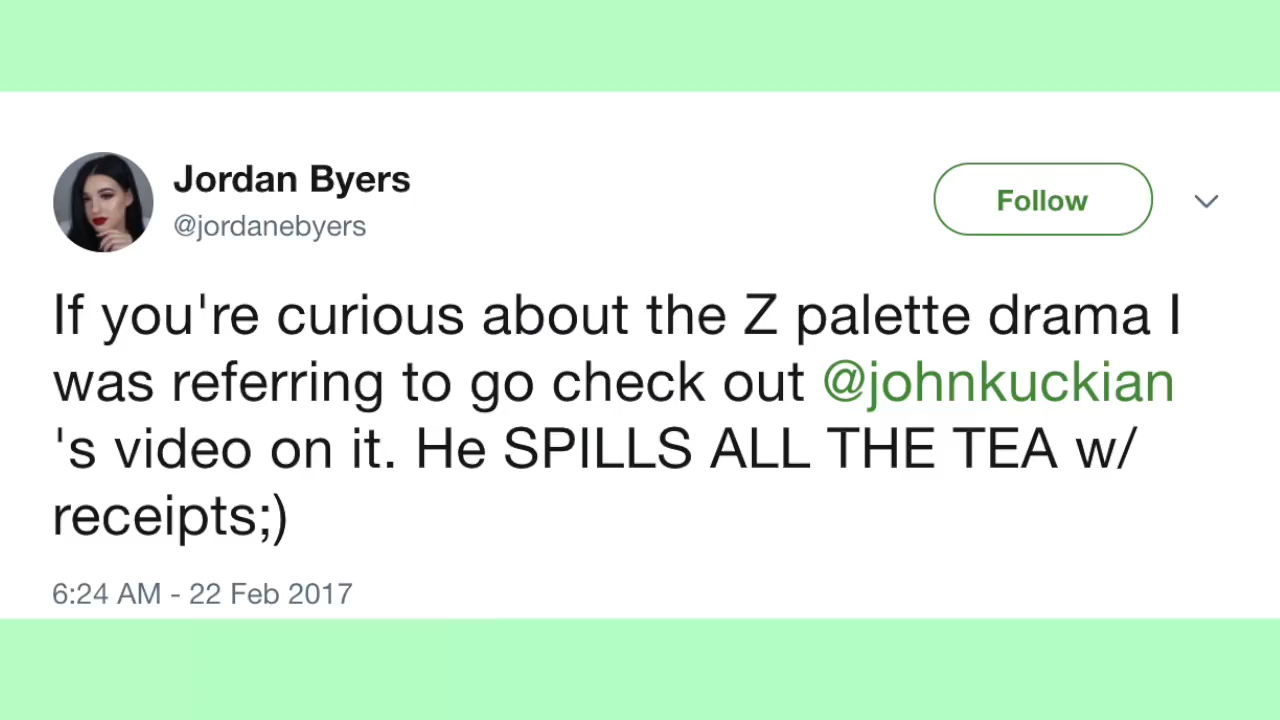 Jordan Byers
@jordanebyers
Follow
If you're curious about the Z palette drama I
was referring to go check out @johnkuckian
's video on it. He SPILLS ALL THE TEA w/
receipts;)
6:24 AM - 22 Feb 2017